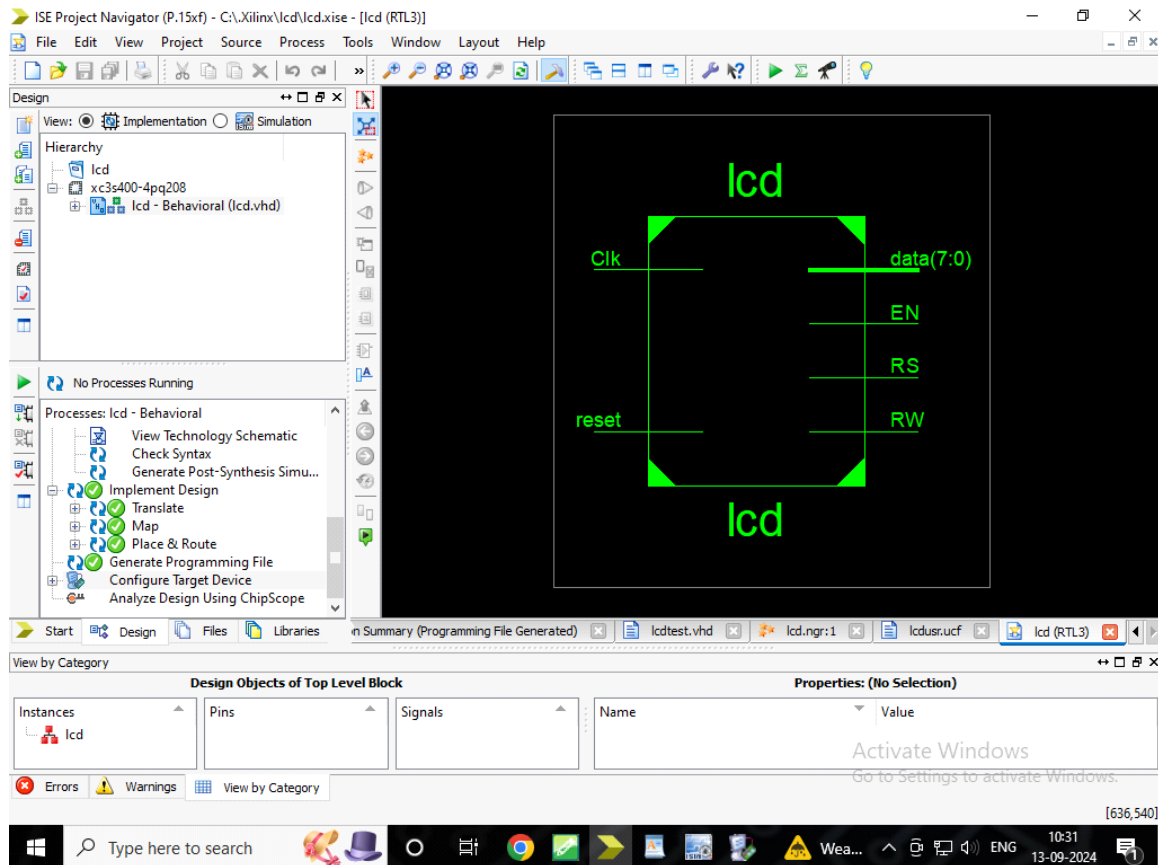 ISE Project Navigator (P.15xf) - C:\.Xilinx\lcd\lcd.xise - [lcd (RTL3)]
File Edit View Project Source Process Tools Window Layout Help
Design
View: Implementation Simulation
Hierarchy
lcd
xc3s400-4pq208
lcd - Behavioral (lcd.vhd)
No Processes Running
Processes: lcd - Behavioral
View Technology Schematic
Check Syntax
Generate Post-Synthesis Simu...
Implement Design
Translate
Map
Place & Route
Generate Programming File
Configure Target Device
Analyze Design Using ChipScope
Start Design Files Libraries
lcd
Clk
data(7:0)
EN
RS
reset
RW
lcd
n Summary (Programming File Generated) lcdtest.vhd lcd.ngr:1 lcdusr.ucf lcd (RTL3)
View by Category
Design Objects of Top Level Block
Properties: (No Selection)
Instances Pins Signals Name Value
lcd
Activate Windows
Go to Settings to activate Windows.
Errors Warnings View by Category
[636,540]
Type here to search
Wea...
ENG
10:31
13-09-2024